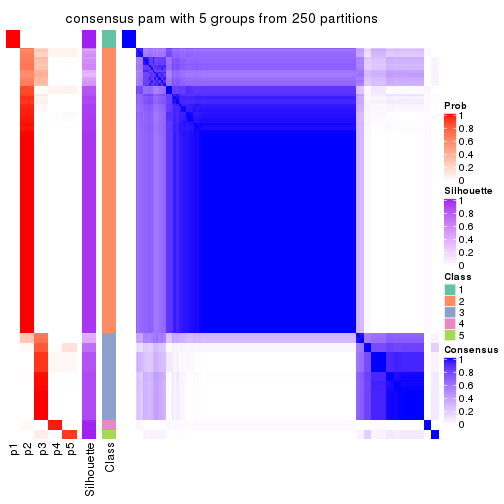 consensus pam with 5 groups from 250 partitions
Prob
1
0.8
0.6
0.4
0.2
0
Silhouette
1
0.8
0.6
0.4
0.2
0
Class
1
2
3
4
5
Consensus
1
0.8
0.6
0.4
0.2
0
p1
p2
p3
p4
p5
Silhouette
Class